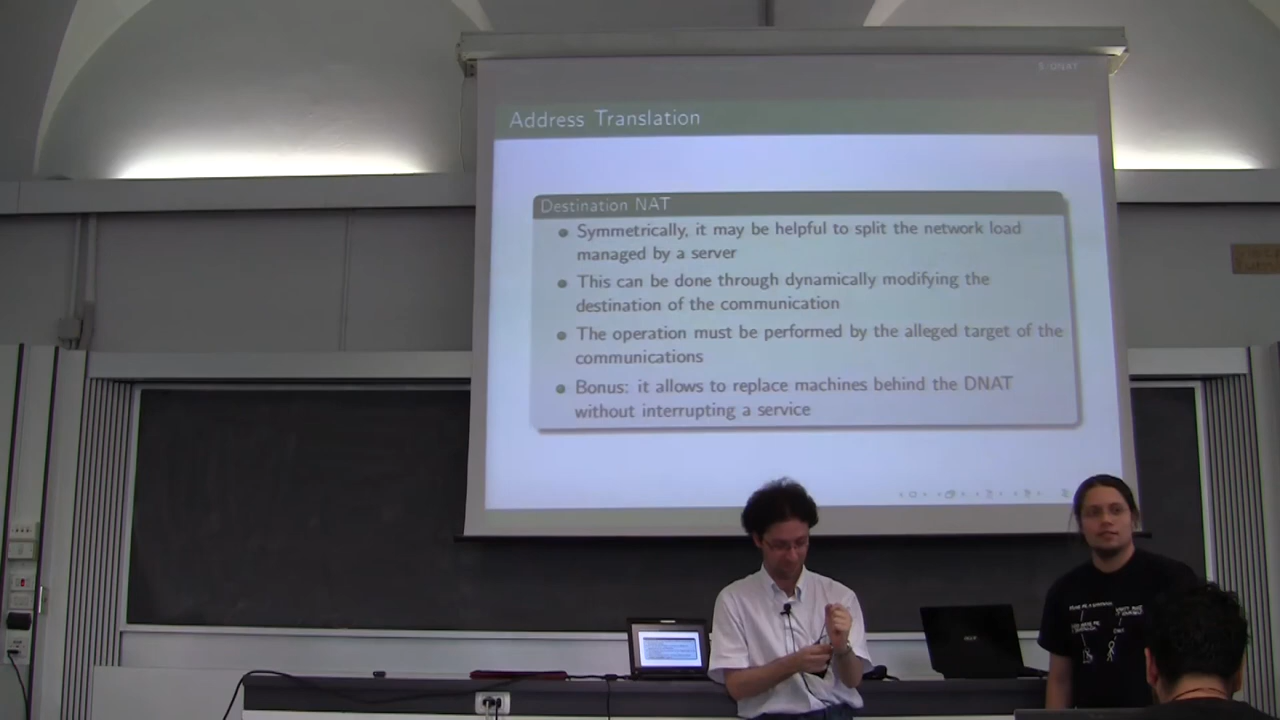 Address Translation
Destination NAT
Symmetrically, it may be helpful to split the network load
managed by a server
This can be done through dynamically modifying the
destination of the communication
The operation must be performed by the alleged target of the
communications
Bonus: it allows to replace machines behind the DNAT
without interrupting a service
acer